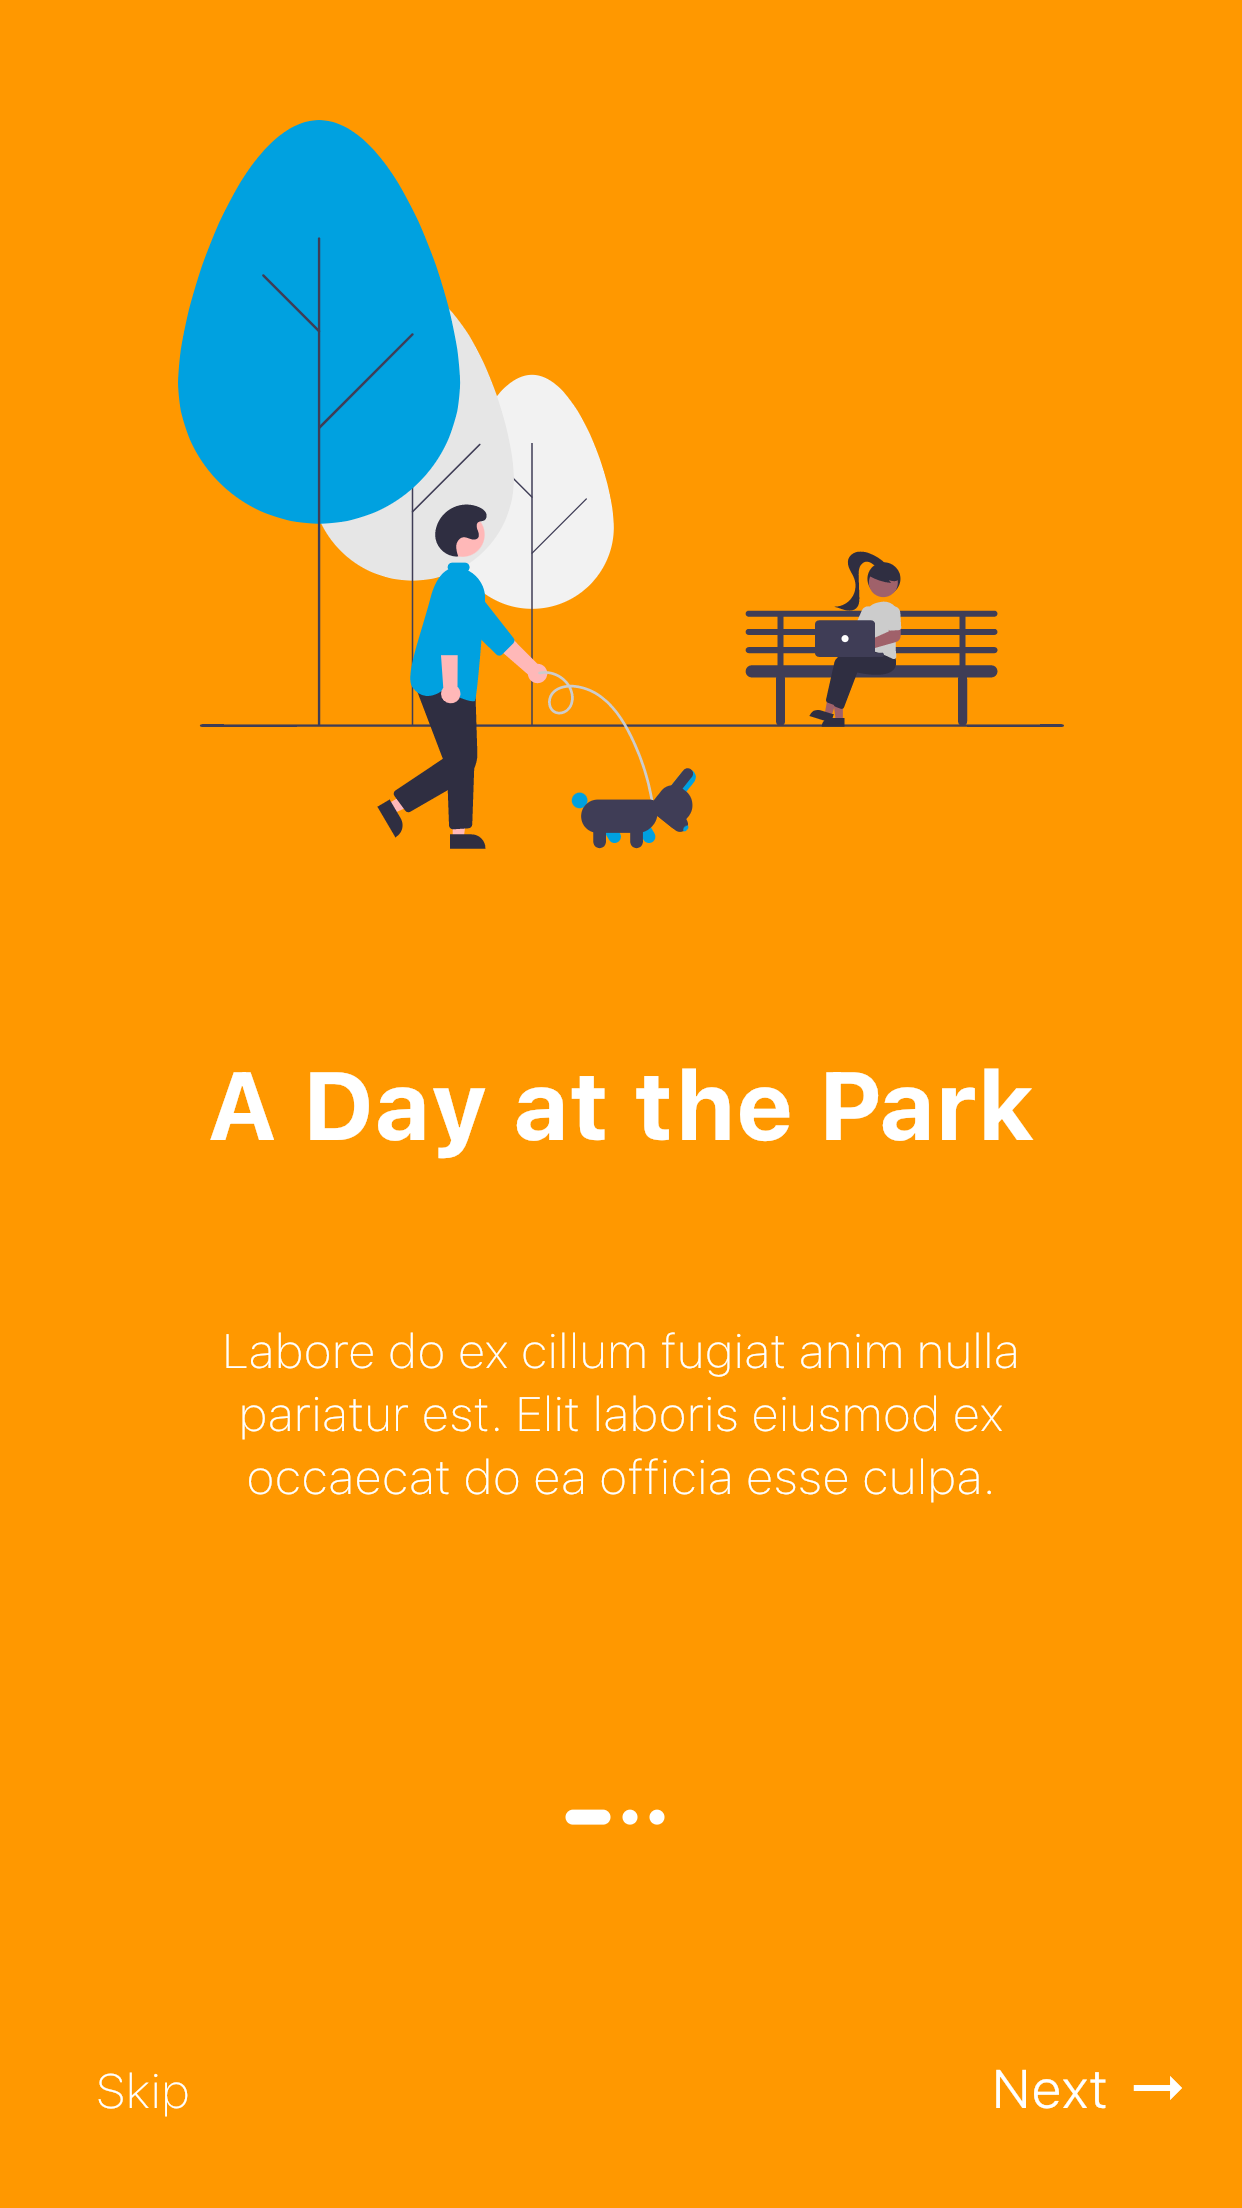 A Day at the Park
Labore do ex cillum fugiat anim nulla
pariatur est. Elit laboris eiusmod ex
occaecat do ea officia esse culpa.
Skip
Next